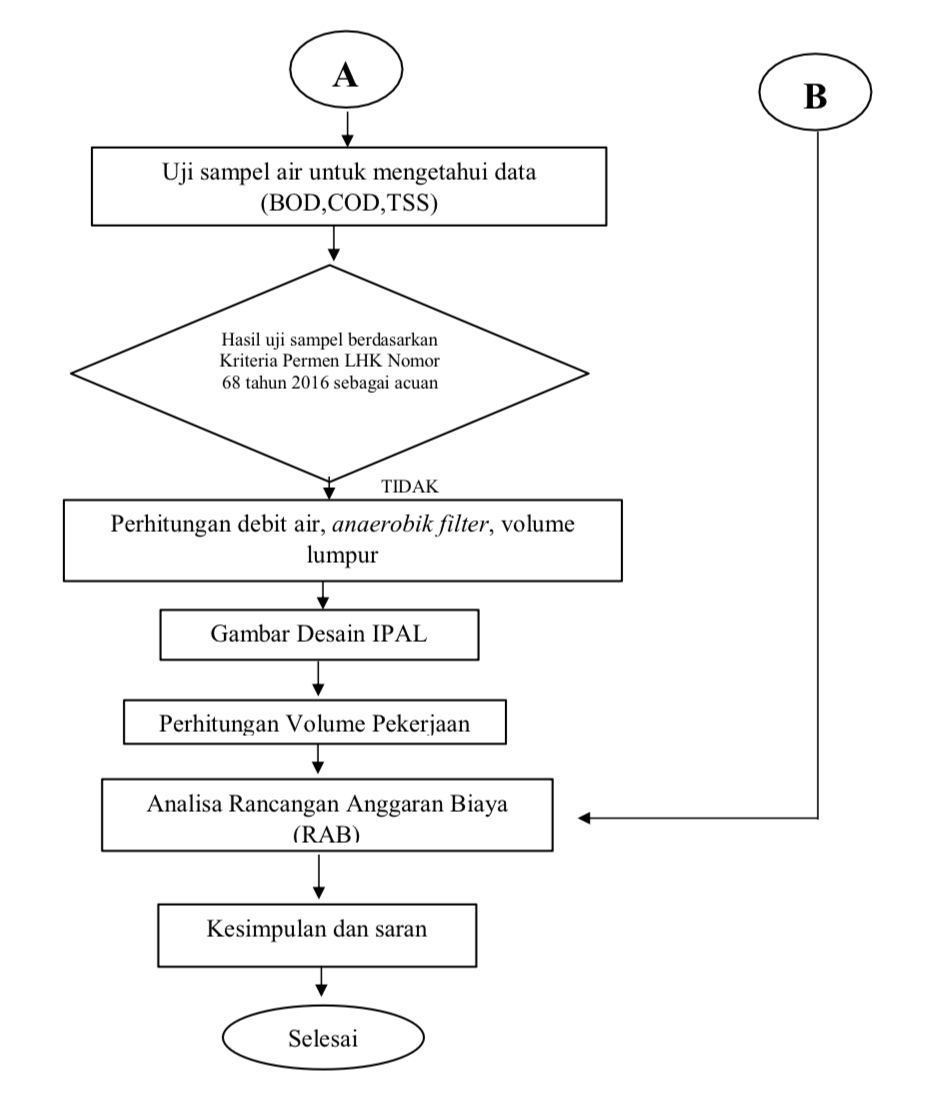 A
B
Uji sampel air untuk mengetahui data
(BOD,COD,TSS)
Hasil uji sampel berdasarkan
Kriteria Permen LHK Nomor
68 tahun 2016 sebagai acuan
TIDAK
Perhitungan debit air, anaerobik filter, volume
lumpur
Gambar Desain IPAL
Perhitungan Volume Pekerjaan
Analisa Rancangan Anggaran Biaya
(RAB)
Kesimpulan dan saran
Selesai